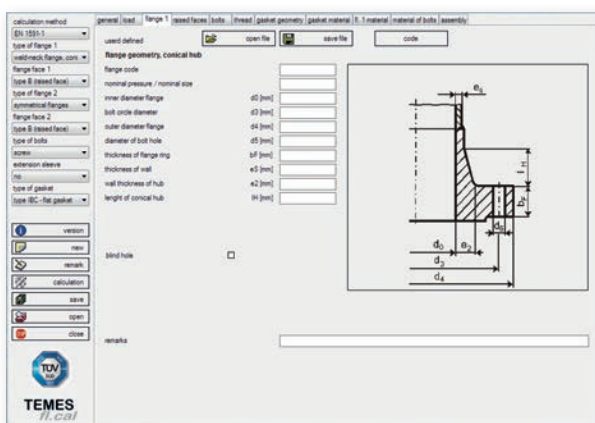 calculation method
EN 1591-1
type of flange 1
weld-neck flange, coni
flange face 1
type B (raised face)
type of flange 2
symmetrical flanges
flange face 2
type B (raised face)
type of bolts
screw
extension sleeve
no
type of gasket
type IBC - flat gasket
version
new
remark
calculation
save
open
close
TÜV
SÜD
TEMES
fl.cal
general load flange 1 raised faces bolts thread gasket geometry gasket material fl. 1 material material of bolts assembly
userd defined open file save file code
flange geometry, conical hub
flange code
nominal pressure / nominal size
inner diameter flange d0 [mm]
bolt circle diameter d3 [mm]
outer diameter flange d4 [mm]
diameter of bolt hole d5 [mm]
thickness of flange ring bF [mm]
thickness of wall eS [mm]
wall thickness of hub e2 [mm]
lenght of conical hub lH [mm]
blind hole
remarks
eS
lH
bF
d5
d0 e2
d3
d4